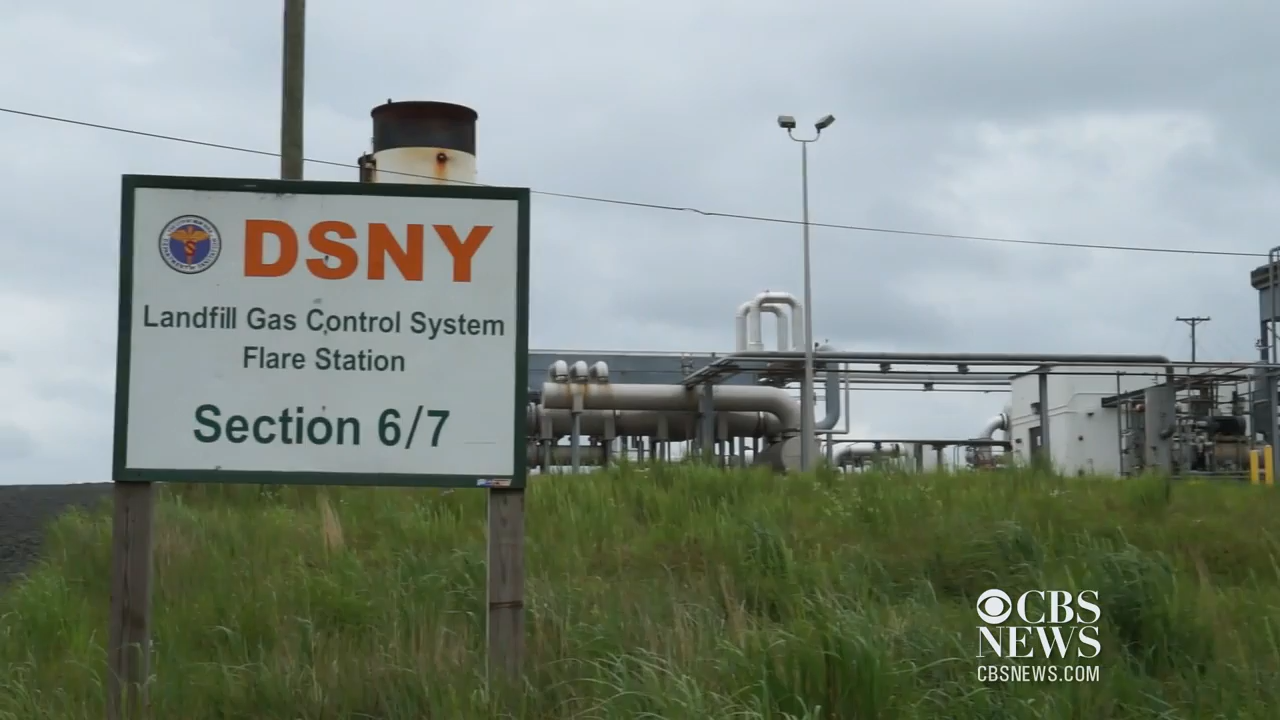 DSNY
Landfill Gas Control System
Flare Station
Section 6/7
CBS
NEWS
CBSNEWS.COM